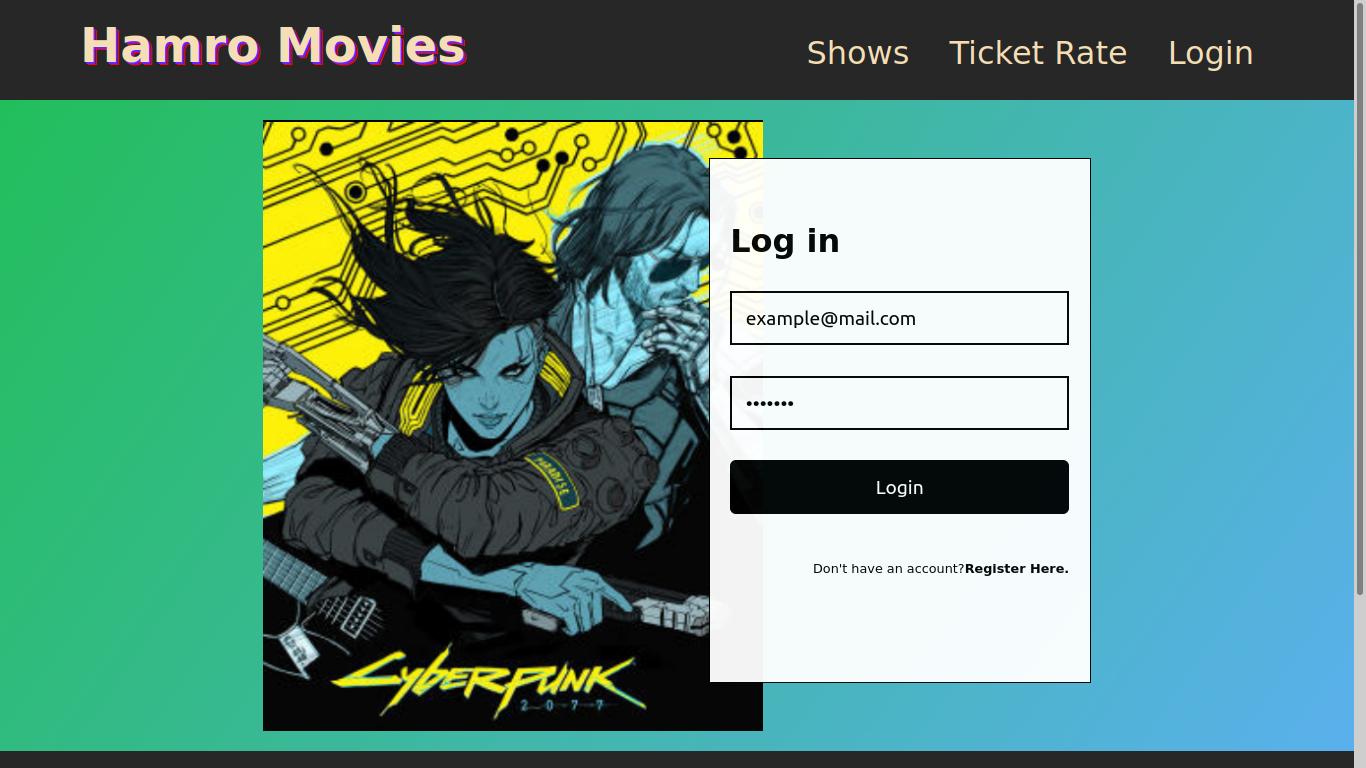 Hamro Movies
Shows Ticket Rate Login
Log in
example@mail.com
•••••••
Login
Don't have an account?Register Here.
PARADISE
CYBERPUNK
2077